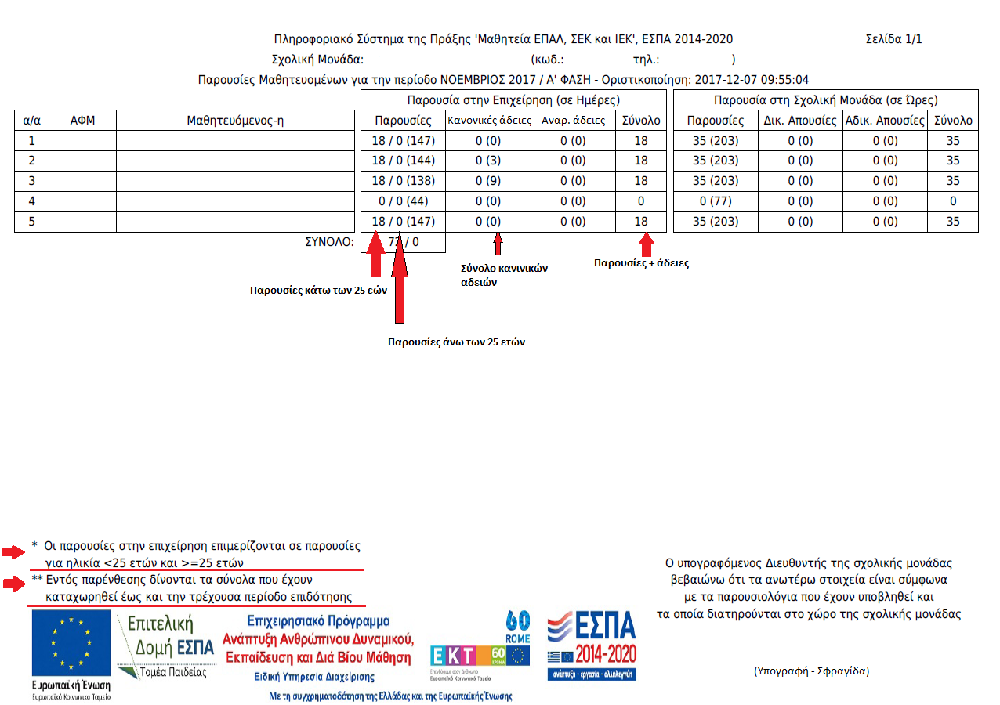 Πληροφοριακό Σύστημα της Πράξης 'Μαθητεία ΕΠΑΛ, ΣΕΚ και ΙΕΚ', ΕΣΠΑ 2014-2020 Σελίδα 1/1
Σχολική Μονάδα: (κωδ.: τηλ.: )
Παρουσίες Μαθητευομένων για την περίοδο ΝΟΕΜΒΡΙΟΣ 2017 / Α' ΦΑΣΗ - Οριστικοποίηση: 2017-12-07 09:55:04
Παρουσία στην Επιχείρηση (σε Ημέρες) Παρουσία στη Σχολική Μονάδα (σε Ώρες)
α/α ΑΦΜ Μαθητευόμενος-η Παρουσίες Κανονικές άδειες Αναρ. άδειες Σύνολο Παρουσίες Δικ. Απουσίες Αδικ. Απουσίες Σύνολο
1 18 / 0 (147) 0 (0) 0 (0) 18 35 (203) 0 (0) 0 (0) 35
2 18 / 0 (144) 0 (3) 0 (0) 18 35 (203) 0 (0) 0 (0) 35
3 18 / 0 (138) 0 (9) 0 (0) 18 35 (203) 0 (0) 0 (0) 35
4 0 / 0 (44) 0 (0) 0 (0) 0 0 (77) 0 (0) 0 (0) 0
5 18 / 0 (147) 0 (0) 0 (0) 18 35 (203) 0 (0) 0 (0) 35
ΣΥΝΟΛΟ: 72 / 0
Παρουσίες κάτω των 25 εών
Παρουσίες άνω των 25 ετών
Σύνολο κανινικών
αδειών
Παρουσίες + άδειες
* Οι παρουσίες στην επιχείρηση επιμερίζονται σε παρουσίες
για ηλικία <25 ετών και >=25 ετών
** Εντός παρένθεσης δίνονται τα σύνολα που έχουν
καταχωρηθεί έως και την τρέχουσα περίοδο επιδότησης
Ο υπογραφόμενος Διευθυντής της σχολικής μονάδας
βεβαιώνω ότι τα ανωτέρω στοιχεία είναι σύμφωνα
με τα παρουσιολόγια που έχουν υποβληθεί και
τα οποία διατηρούνται στο χώρο της σχολικής μονάδας
(Υπογραφή - Σφραγίδα)
Ευρωπαϊκή Ένωση
Ευρωπαϊκό Κοινωνικό Ταμείο
Επιτελική
Δομή ΕΣΠΑ
Τομέα Παιδείας
Επιχειρησιακό Πρόγραμμα
Ανάπτυξη Ανθρώπινου Δυναμικού,
Εκπαίδευση και Διά Βίου Μάθηση
Ειδική Υπηρεσία Διαχείρισης
Με τη συγχρηματοδότηση της Ελλάδας και της Ευρωπαϊκής Ένωσης
60
ROME
ΕΚΤ 60
ΧΡΟΝΙΑ
Επενδύουμε στον Άνθρωπο
Ευρωπαϊκό Κοινωνικό Ταμείο
ΕΣΠΑ
2014-2020
ανάπτυξη - εργασία - αλληλεγγύη